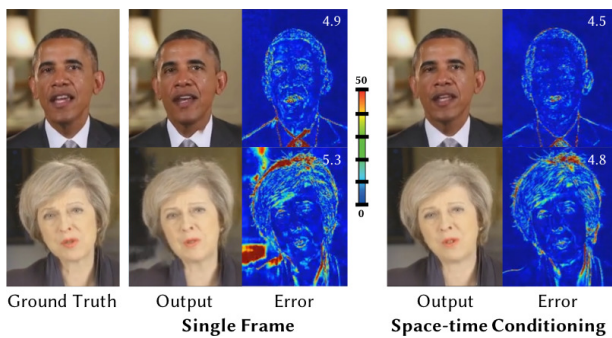 4.9
4.5
50
0
5.3
4.8
Ground Truth
Output
Error
Output
Error
Single Frame
Space-time Conditioning